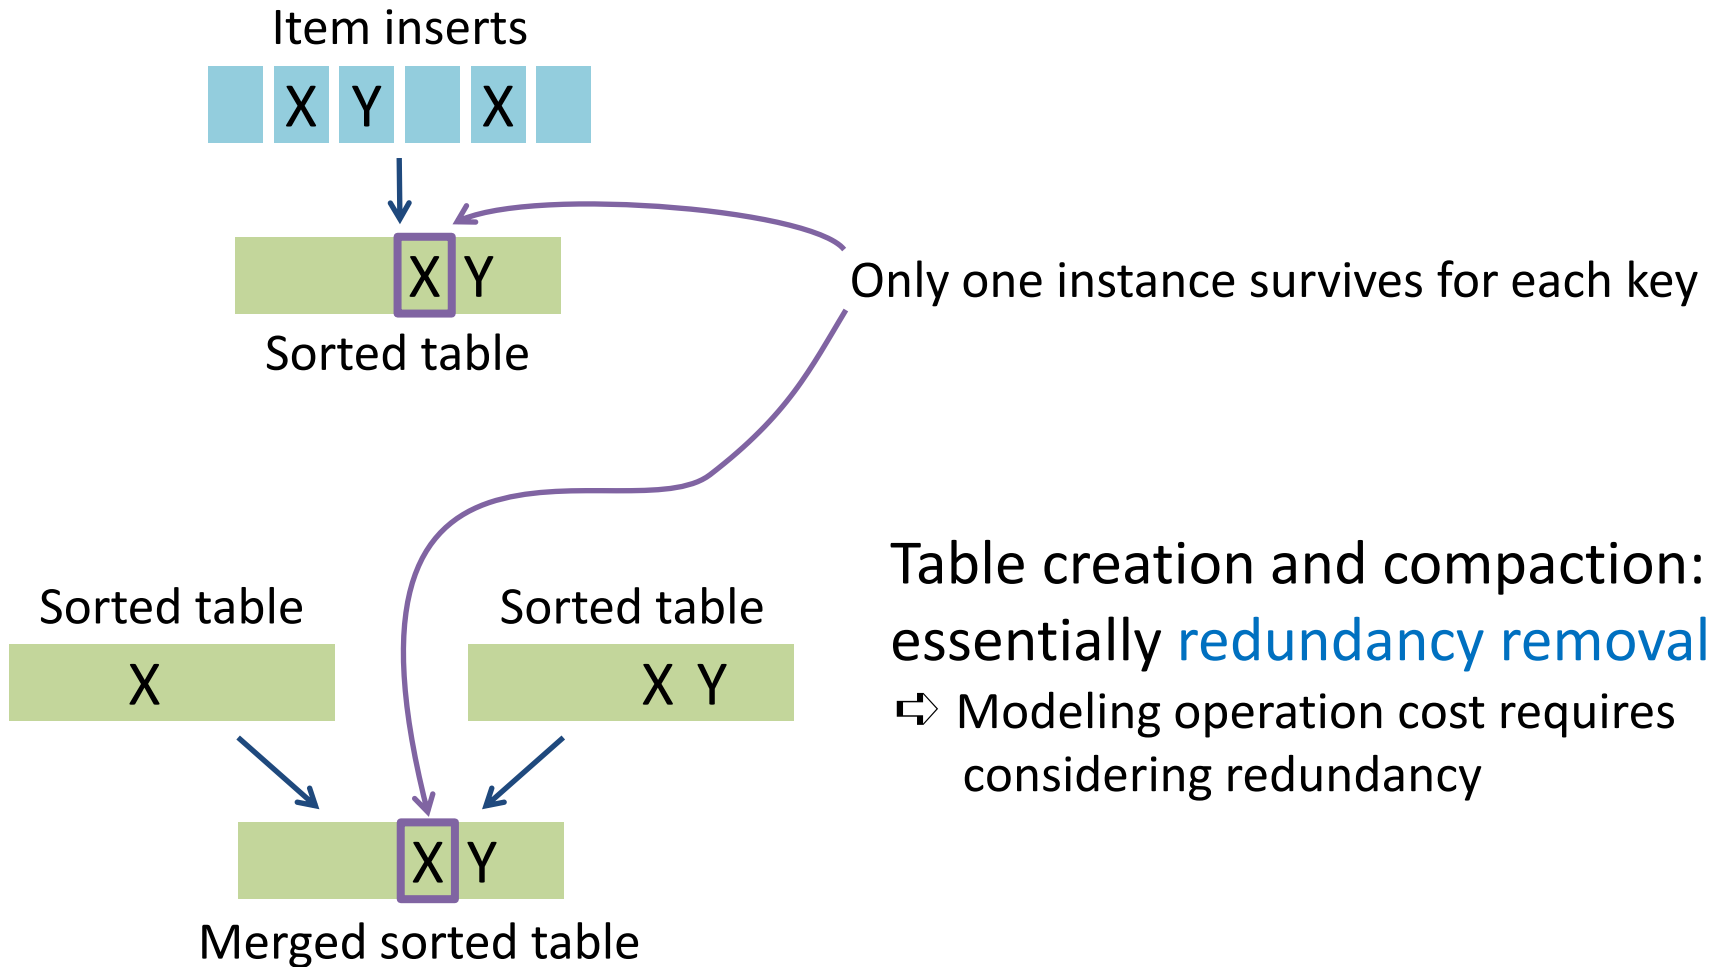 Item inserts
X Y X
X Y
Sorted table
Only one instance survives for each key
Sorted table
X
Sorted table
X Y
X Y
Merged sorted table
Table creation and compaction:
essentially redundancy removal
➪ Modeling operation cost requires
considering redundancy